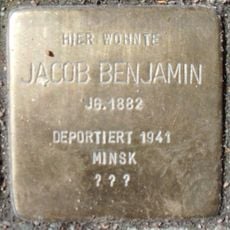 HIER WOHNTE
JACOB BENJAMIN
JG. 1882
DEPORTIERT 1941
MINSK
? ? ?